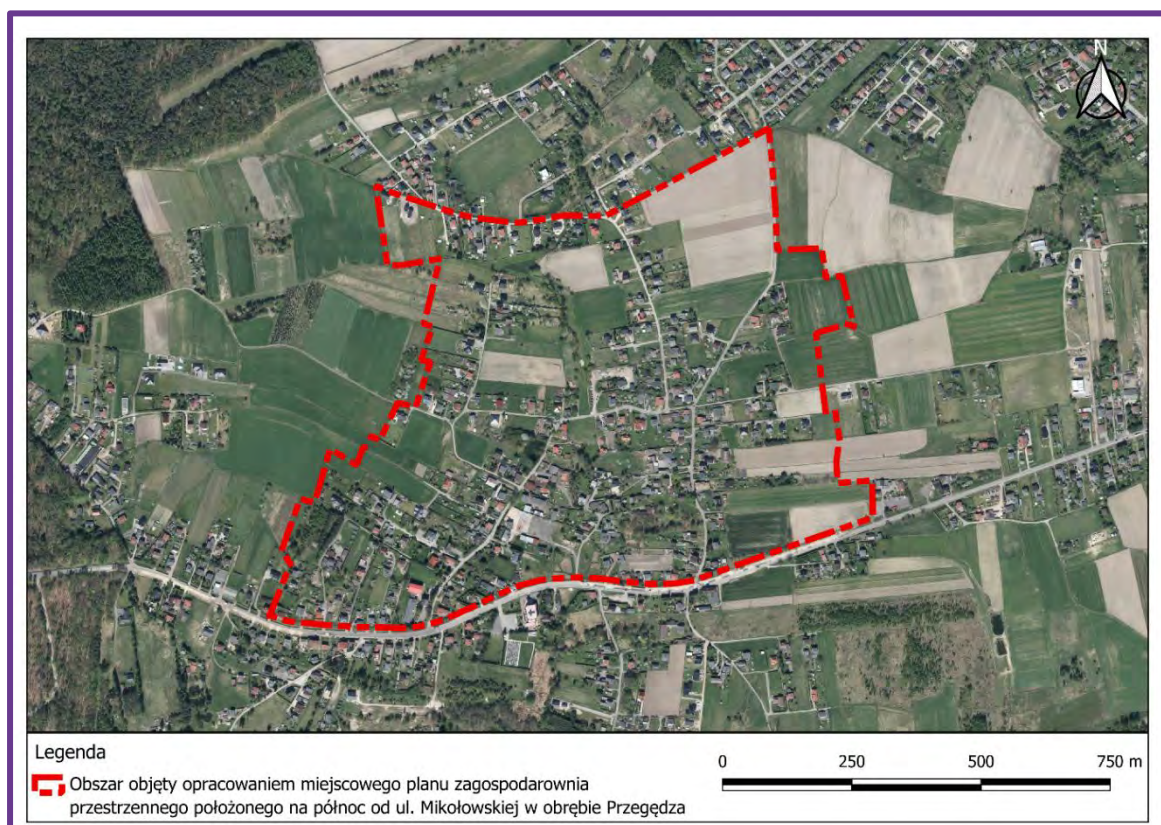 N
Legenda
Obszar objęty opracowaniem miejscowego planu zagospodarownia
przestrzennego położonego na północ od ul. Mikołowskiej w obrębie Przegędza
0 250 500 750 m